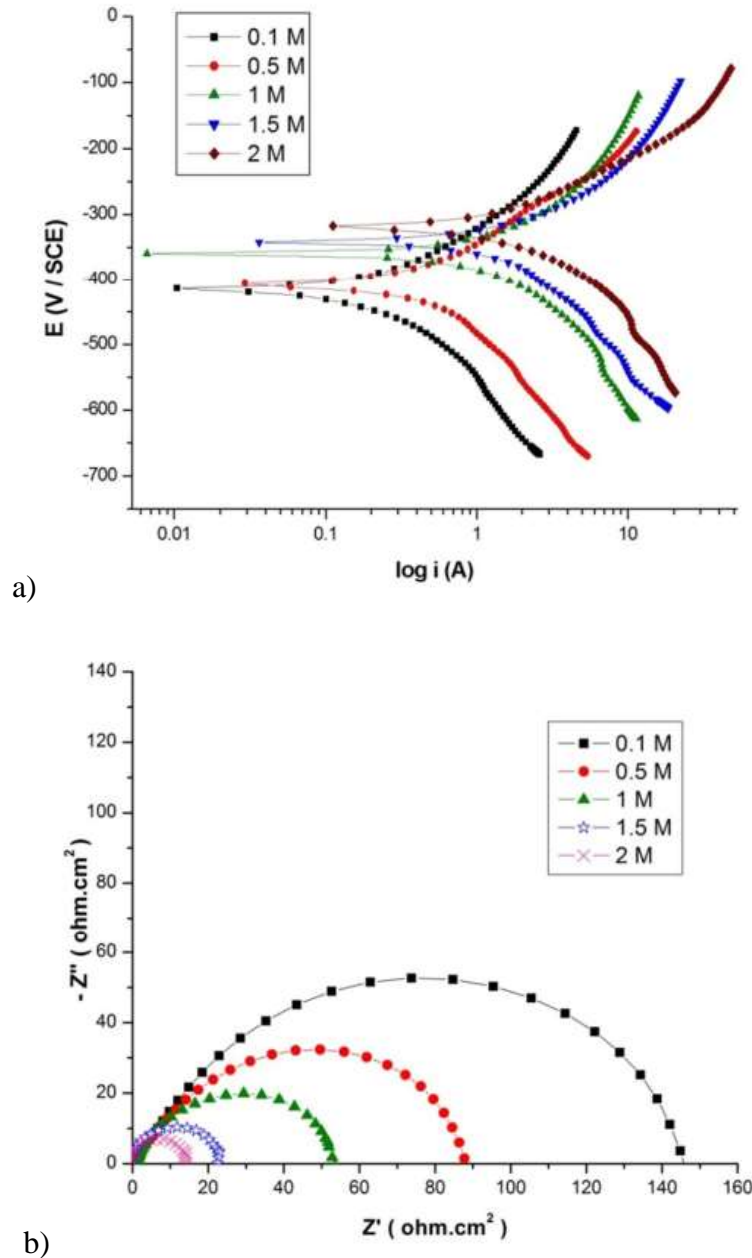 0
-100
-200
-300
-400
-500
-600
-700
E (V / SCE)
0.1 M
0.5 M
1 M
1.5 M
2 M
0.01
0.1
1
10
log i (A)
a)
140
120
100
80
60
40
20
0
- Z" ( ohm.cm²)
0.1 M
0.5 M
1 M
1.5 M
2 M
0
20
40
60
80
100
120
140
160
Z' ( ohm.cm²)
b)